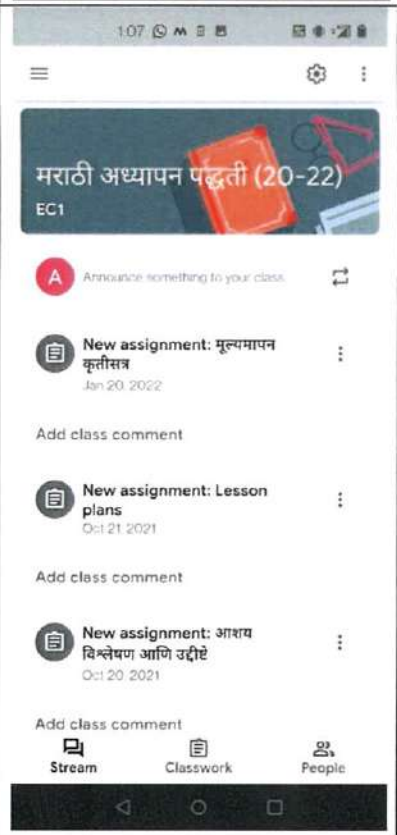 1:07
मराठी अध्यापन पद्धती (20-22)
EC1
A Announce something to your class
New assignment: मूल्यमापन
कृतीसत्र
Jan 20, 2022
Add class comment
New assignment: Lesson
plans
Oct 21, 2021
Add class comment
New assignment: आशय
विश्लेषण आणि उद्दीष्टे
Oct 20, 2021
Add class comment
Stream Classwork People